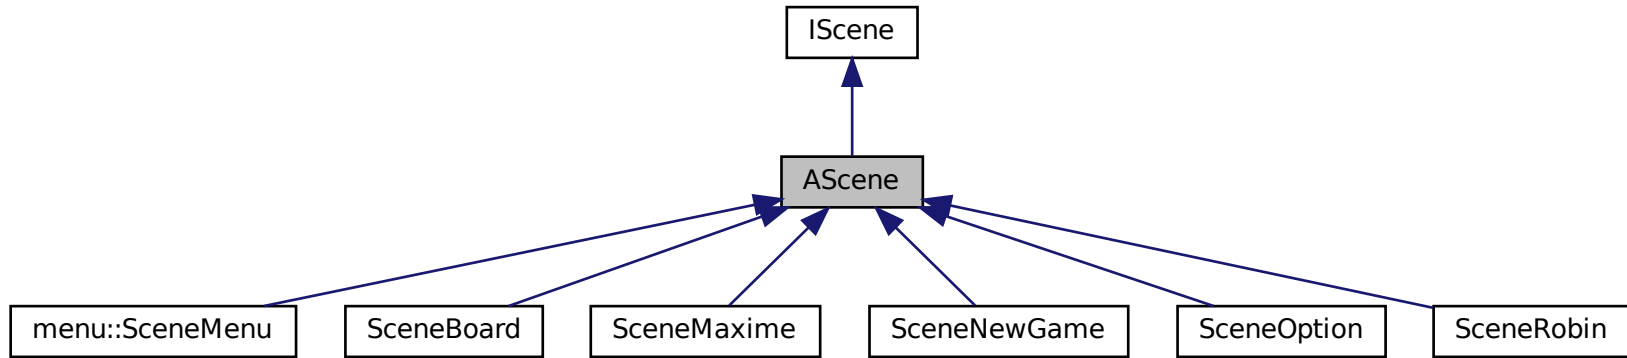 IScene
AScene
menu::SceneMenu
SceneBoard
SceneMaxime
SceneNewGame
SceneOption
SceneRobin